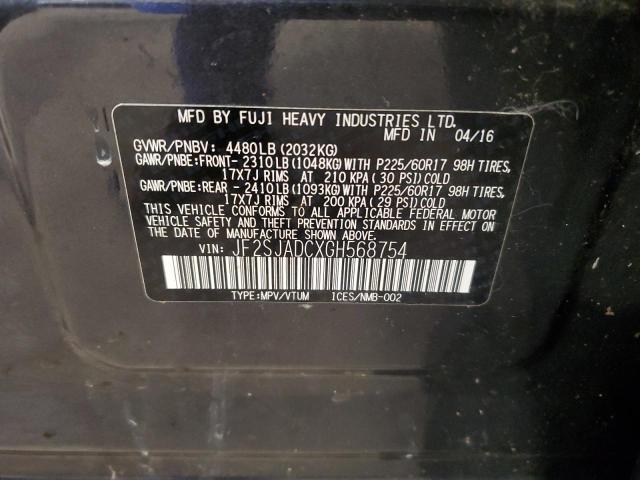 MFD BY FUJI HEAVY INDUSTRIES LTD.
MFD IN 04/16
GVWR/PNBV: 4480LB (2032KG)
GAWR/PNBE:FRONT- 2310LB (1048KG) WITH P225/60R17 98H TIRES,
17X7J RIMS AT 210 KPA ( 30 PSI) COLD
GAWR/PNBE:REAR - 2410LB (1093KG) WITH P225/60R17 98H TIRES,
17X7J RIMS AT 200 KPA ( 29 PSI) COLD
THIS VEHICLE CONFORMS TO ALL APPLICABLE FEDERAL MOTOR
VEHICLE SAFETY AND THEFT PREVENTION STANDARDS IN EFFECT ON
THE DATE OF MANUFACTURE SHOWN ABOVE.
VIN: JF2SJADCXGH568754
TYPE:MPV/VTUM ICES/NMB-002